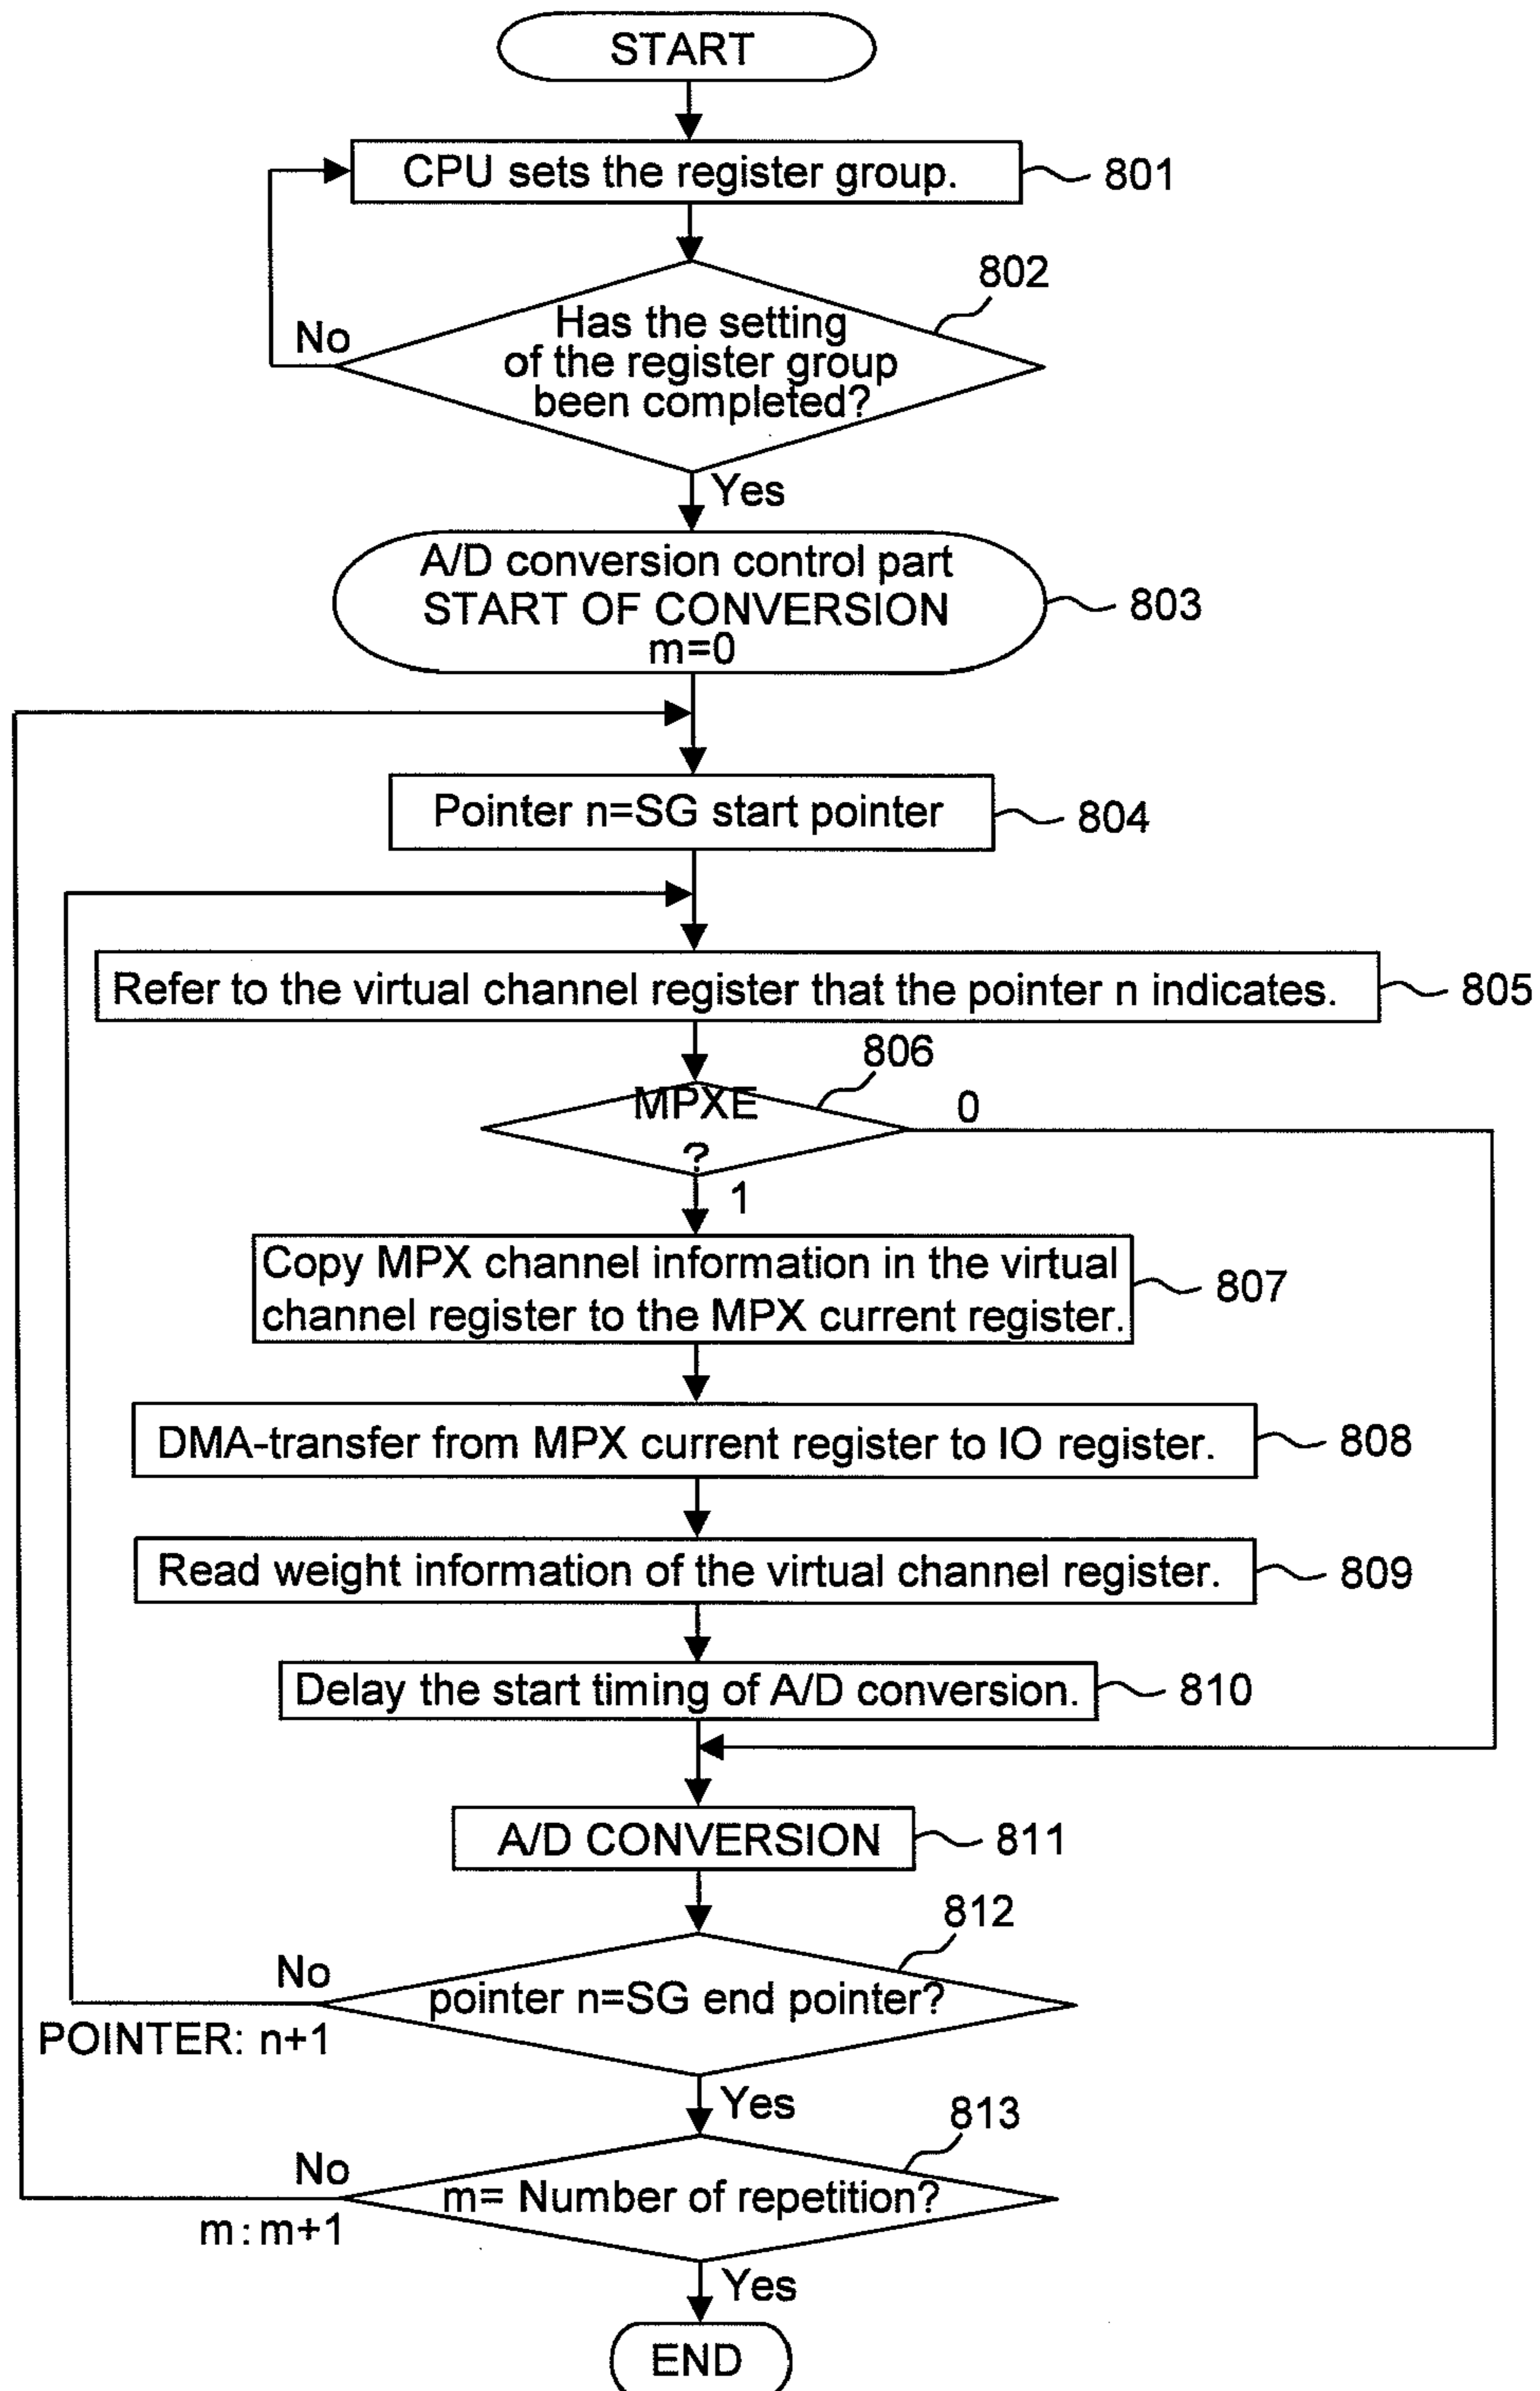 START
CPU sets the register group.
801
802
Has the setting
of the register group
been completed?
No
Yes
A/D conversion control part
START OF CONVERSION
m=0
803
Pointer n=SG start pointer
804
Refer to the virtual channel register that the pointer n indicates.
805
806
MPXE
?
0
1
Copy MPX channel information in the virtual
channel register to the MPX current register.
807
DMA-transfer from MPX current register to IO register.
808
Read weight information of the virtual channel register.
809
Delay the start timing of A/D conversion.
810
A/D CONVERSION
811
812
No
pointer n=SG end pointer?
POINTER: n+1
Yes
813
No
m= Number of repetition?
m:m+1
Yes
END